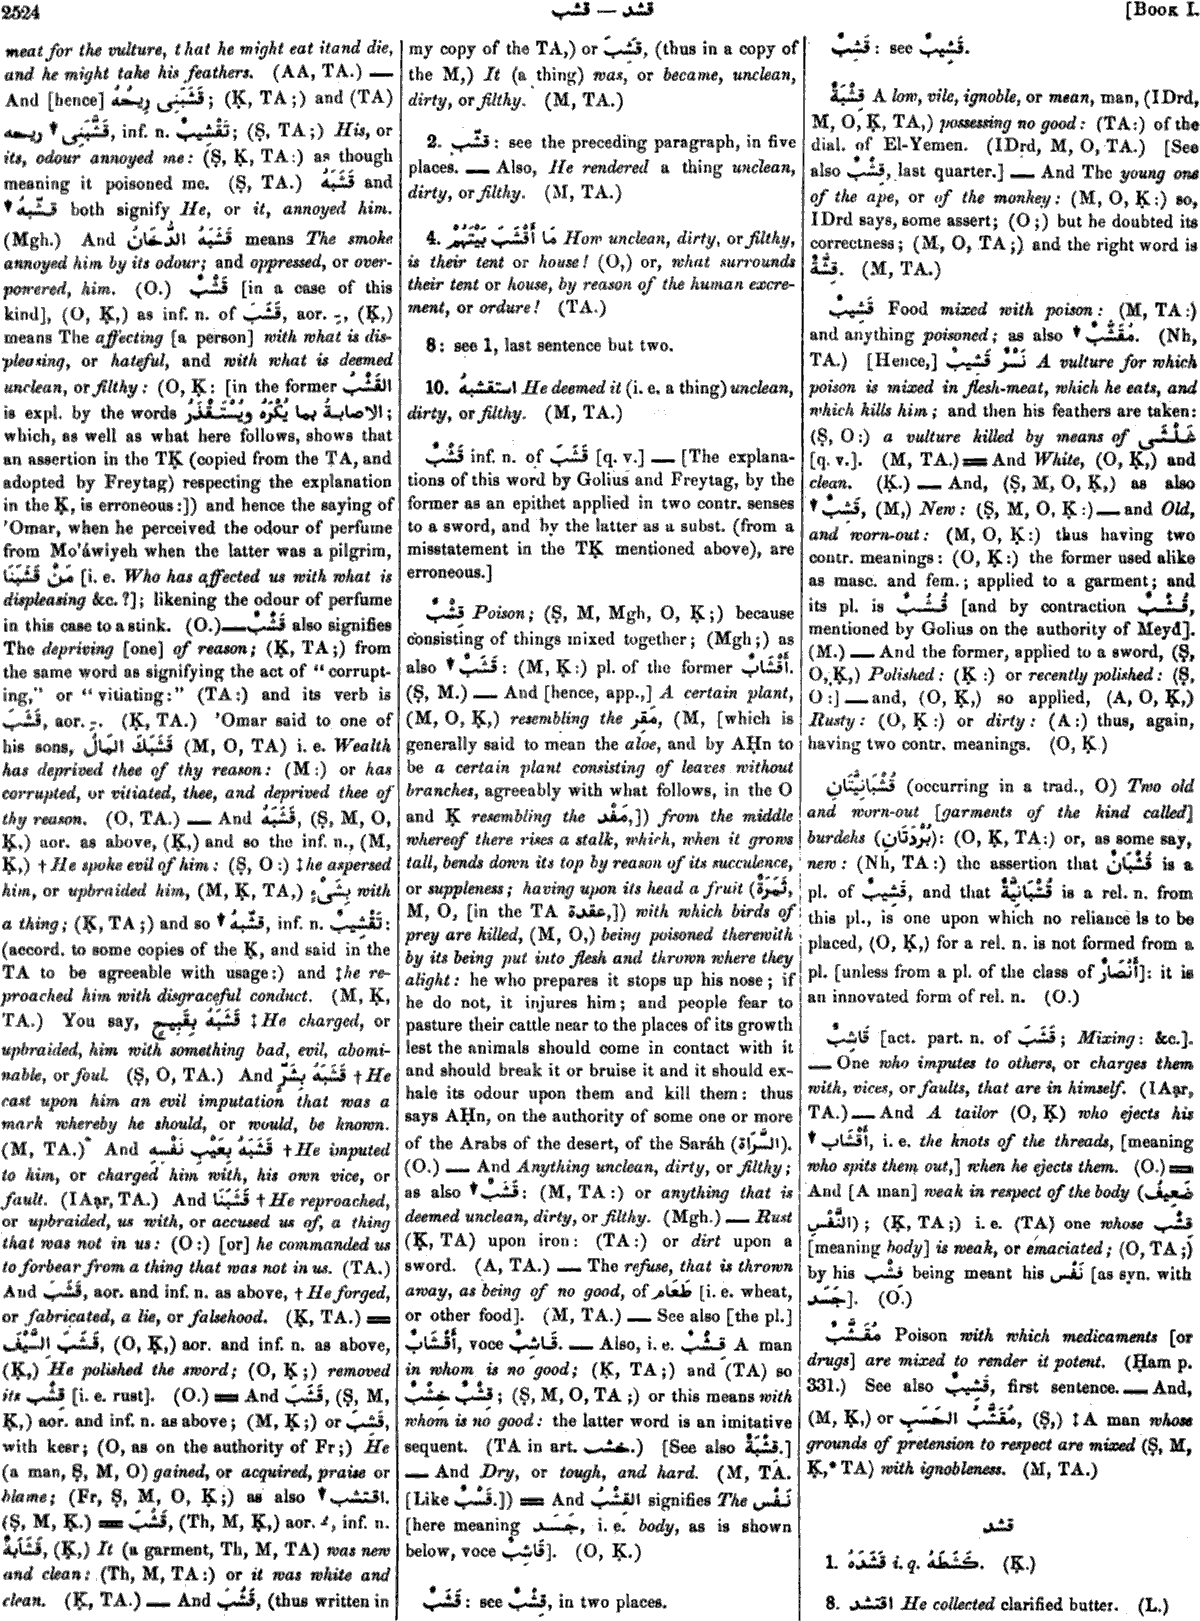 2524
قشب — قشد
[BOOK I.
meat for the vulture, that he might eat itand die,
and he might take his feathers. (AA, TA.) —
And [hence] قَشَبَنِى رِيحُهُ; (Ḳ, TA;) and (TA)
قَشَّبَنِى ↓ ريحه, inf. n. تَقْشِيبٌ; (Ṣ, TA;) His, or
its, odour annoyed me: (Ṣ, Ḳ, TA:) as though
meaning it poisoned me. (Ṣ, TA.) قَشَبَهُ and
↓ قشّبهُ both signify He, or it, annoyed him.
(Mgh.) And قَشَبَهُ الدُّخَانُ means The smoke
annoyed him by its odour; and oppressed, or over-
powered, him. (O.) قَشْبٌ [in a case of this
kind], (O, Ḳ,) as inf. n. of قَشَبَ, aor. ـِ, (Ḳ,)
means The affecting [a person] with what is dis-
pleasing, or hateful, and with what is deemed
unclean, or filthy: (O, Ḳ: [in the former القَشْبُ
is expl. by the words الاصابةُ بما يُكْرَهُ ويُسْتَقْذَرُ;
which, as well as what here follows, shows that
an assertion in the TḲ (copied from the TA, and
adopted by Freytag) respecting the explanation
in the Ḳ, is erroneous:]) and hence the saying of
'Omar, when he perceived the odour of perfume
from Mo'áwiyeh when the latter was a pilgrim,
مَنْ قَشَبَنَا [i. e. Who has affected us with what is
displeasing &c.?]; likening the odour of perfume
in this case to a stink. (O.)—قَشْبٌ also signifies
The depriving [one] of reason; (Ḳ, TA;) from
the same word as signifying the act of "corrupt-
ing," or "vitiating:" (TA:) and its verb is
قَشَبَ, aor. ـِ. (Ḳ, TA.) 'Omar said to one of
his sons, قَشَبَكَ المَالُ (M, O, TA) i. e. Wealth
has deprived thee of thy reason: (M:) or has
corrupted, or vitiated, thee, and deprived thee of
thy reason. (O, TA.) — And قَشَبَهُ, (Ṣ, M, O,
Ḳ,) aor. as above, (Ḳ,) and so the inf. n., (M,
Ḳ,) † He spoke evil of him: (Ṣ, O:) ‡ he aspersed
him, or upbraided him, (M, Ḳ, TA,) بِشَىْءٍ with
a thing; (Ḳ, TA;) and so ↓ قشّبهُ, inf. n. تَقْشِيبٌ:
(accord. to some copies of the Ḳ, and said in the
TA to be agreeable with usage:) and ‡ he re-
proached him with disgraceful conduct. (M, Ḳ,
TA.) You say, قَشَبَهُ بِقَبِيحٍ ‡ He charged, or
upbraided, him with something bad, evil, abomi-
nable, or foul. (Ṣ, O, TA.) And قَشَبَهُ بِشَرٍّ † He
cast upon him an evil imputation that was a
mark whereby he should, or would, be known.
(M, TA.) And قَشَبَهُ بِعَيْبِ نَفْسِهِ † He imputed
to him, or charged him with, his own vice, or
fault. (IAạr, TA.) And قَشَبَنَا † He reproached,
or upbraided, us with, or accused us of, a thing
that was not in us: (O:) [or] he commanded us
to forbear from a thing that was not in us. (TA.)
And قَشَبَ, aor. and inf. n. as above, † He forged,
or fabricated, a lie, or falsehood. (Ḳ, TA.) =
قَشَبَ السَّيْفَ, (O, Ḳ,) aor. and inf. n. as above,
(Ḳ,) He polished the sword; (O, Ḳ;) removed
its قِشْب [i. e. rust]. (O.) = And قَشَبَ, (Ṣ, M,
Ḳ,) aor. and inf. n. as above; (M, Ḳ;) or قَشِبَ,
with kesr; (O, as on the authority of Fr;) He
(a man, Ṣ, M, O) gained, or acquired, praise or
blame; (Fr, Ṣ, M, O, Ḳ;) as also ↓ اقتشب.
(Ṣ, M, Ḳ.) = قَشُبَ, (Th, M, Ḳ,) aor. ـُ, inf. n.
قَشَابَةٌ, (Ḳ,) It (a garment, Th, M, TA) was new
and clean: (Th, M, TA:) or it was white and
clean. (Ḳ, TA.) — And قَشُبَ, (thus written in
my copy of the TA,) or قَشِبَ, (thus in a copy of
the M,) It (a thing) was, or became, unclean,
dirty, or filthy. (M, TA.)
2. قشّب: see the preceding paragraph, in five
places. — Also, He rendered a thing unclean,
dirty, or filthy. (M, TA.)
4. مَا أَقْشَبَ بَيْتَهُمْ How unclean, dirty, or filthy,
is their tent or house! (O,) or, what surrounds
their tent or house, by reason of the human excre-
ment, or ordure! (TA.)
8: see 1, last sentence but two.
10. استقشبهُ He deemed it (i. e. a thing) unclean,
dirty, or filthy. (M, TA.)
قَشْبٌ inf. n. of قَشَبَ [q. v.] — [The explana-
tions of this word by Golius and Freytag, by the
former as an epithet applied in two contr. senses
to a sword, and by the latter as a subst. (from a
misstatement in the TḲ mentioned above), are
erroneous.]
قِشْبٌ Poison; (Ṣ, M, Mgh, O, Ḳ;) because
consisting of things mixed together; (Mgh;) as
also ↓ قَشَبٌ: (M, Ḳ:) pl. of the former أَقْشَابٌ.
(Ṣ, M.) — And [hence, app.,] A certain plant,
(M, O, Ḳ,) resembling the مَقِر, (M, [which is
generally said to mean the aloe, and by AḤn to
be a certain plant consisting of leaves without
branches, agreeably with what follows, in the O
and Ḳ resembling the مَغْد,]) from the middle
whereof there rises a stalk, which, when it grows
tall, bends down its top by reason of its succulence,
or suppleness; having upon its head a fruit (ثَمَرَةٌ,
M, O, [in the TA عقدة,]) with which birds of
prey are killed, (M, O,) being poisoned therewith
by its being put into flesh and thrown where they
alight: he who prepares it stops up his nose; if
he do not, it injures him; and people fear to
pasture their cattle near to the places of its growth
lest the animals should come in contact with it
and should break it or bruise it and it should ex-
hale its odour upon them and kill them: thus
says AḤn, on the authority of some one or more
of the Arabs of the desert, of the Saráh (السَّرَاة).
(O.) — And Anything unclean, dirty, or filthy;
as also ↓ قَشَبٌ: (M, TA:) or anything that is
deemed unclean, dirty, or filthy. (Mgh.) — Rust
(Ḳ, TA) upon iron: (TA:) or dirt upon a
sword. (A, TA.) — The refuse, that is thrown
away, as being of no good, of طَعَام [i. e. wheat,
or other food]. (M, TA.) — See also [the pl.]
أَقْشَابٌ, voce قَاشِبٌ. — Also, i. e. قِشْبٌ A man
in whom is no good; (Ḳ, TA;) and (TA) so
قِشْبٌ خِشْبٌ; (Ṣ, M, O, TA;) or this means with
whom is no good: the latter word is an imitative
sequent. (TA in art. خشب.) [See also قِشْبَةٌ.]
— And Dry, or tough, and hard. (M, TA.
[Like قَسْبٌ.]) = And القِشْبُ signifies The نَفْس
[here meaning جَسَد, i. e. body, as is shown
below, voce قَاشِبٌ]. (O, Ḳ.)
قَشَبٌ: see قِشْبٌ, in two places.
قَشِبٌ: see قَشِيبٌ.
قِشْبَةٌ A low, vile, ignoble, or mean, man, (IDrd,
M, O, Ḳ, TA,) possessing no good: (TA:) of the
dial. of El-Yemen. (IDrd, M, O, TA.) [See
also قِشْبٌ, last quarter.] — And The young one
of the ape, or of the monkey: (M, O, Ḳ:) so,
IDrd says, some assert; (O;) but he doubted its
correctness; (M, O, TA;) and the right word is
قِشَّةٌ. (M, TA.)
قَشِيبٌ Food mixed with poison: (M, TA:)
and anything poisoned; as also ↓ مُقَشَّبٌ. (Nh,
TA.) [Hence,] نَسْرٌ قَشِيبٌ A vulture for which
poison is mixed in flesh-meat, which he eats, and
which kills him; and then his feathers are taken:
(Ṣ, O:) a vulture killed by means of غَلْثَى
[q. v.]. (M, TA.) = And White, (O, Ḳ,) and
clean. (Ḳ.) — And, (Ṣ, M, O, Ḳ,) as also
↓ قَشِبٌ, (M,) New: (Ṣ, M, O, Ḳ:)—and Old,
and worn-out: (M, O, Ḳ:) thus having two
contr. meanings: (O, Ḳ:) the former used alike
as masc. and fem.; applied to a garment; and
its pl. is قُشُبٌ [and by contraction قُشْبٌ,
mentioned by Golius on the authority of Meyd].
(M.) — And the former, applied to a sword, (Ṣ,
O, Ḳ,) Polished: (Ḳ:) or recently polished: (Ṣ,
O:] — and, (O, Ḳ,) so applied, (A, O, Ḳ,)
Rusty: (O, Ḳ:) or dirty: (A:) thus, again,
having two contr. meanings. (O, Ḳ.)
قُشْبَانِيَّتَانِ (occurring in a trad., O) Two old
and worn-out [garments of the kind called]
burdehs (بُرْدَتَانِ): (O, Ḳ, TA:) or, as some say,
new: (Nh, TA:) the assertion that قُشْبَانٌ is a
pl. of قَشِيبٌ, and that قُشْبَانِيَّةٌ is a rel. n. from
this pl., is one upon which no reliance is to be
placed, (O, Ḳ,) for a rel. n. is not formed from a
pl. [unless from a pl. of the class of أَنْصَارٌ]: it is
an innovated form of rel. n. (O.)
قَاشِبٌ [act. part. n. of قَشَبَ; Mixing: &c.].
— One who imputes to others, or charges them
with, vices, or faults, that are in himself. (IAạr,
TA.) — And A tailor (O, Ḳ) who ejects his
↓ أَقْشَاب, i. e. the knots of the threads, [meaning
who spits them out,] when he ejects them. (O.) =
And [A man] weak in respect of the body (ضَعِيفُ
النَّفْسِ); (Ḳ, TA;) i. e. (TA) one whose قِشْب
[meaning body] is weak, or emaciated; (O, TA;)
by his قِشْب being meant his نَفْس [as syn. with
جَسَد]. (O.)
مُقَشَّبٌ Poison with which medicaments [or
drugs] are mixed to render it potent. (Ḥam p.
331.) See also قَشِيبٌ, first sentence. — And,
(M, Ḳ,) or مُقَشَّبُ الحَسَبِ, (Ṣ,) ‡ A man whose
grounds of pretension to respect are mixed (Ṣ, M,
Ḳ,* TA) with ignobleness. (M, TA.)
قشد
1. قَشَدَهُ i. q. كَشَطَهُ. (Ḳ.)
8. اقتشد He collected clarified butter. (L.)